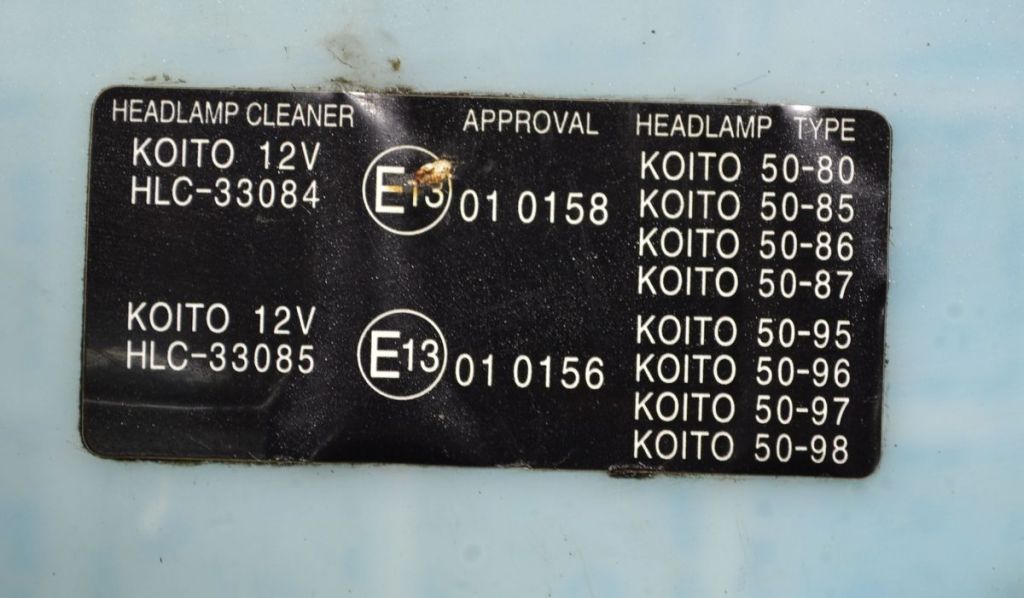 HEADLAMP CLEANER APPROVAL HEADLAMP TYPE
KOITO 12V
HLC-33084
E13 01 0158
KOITO 50-80
KOITO 50-85
KOITO 50-86
KOITO 50-87
KOITO 12V
HLC-33085
E13 01 0156
KOITO 50-95
KOITO 50-96
KOITO 50-97
KOITO 50-98